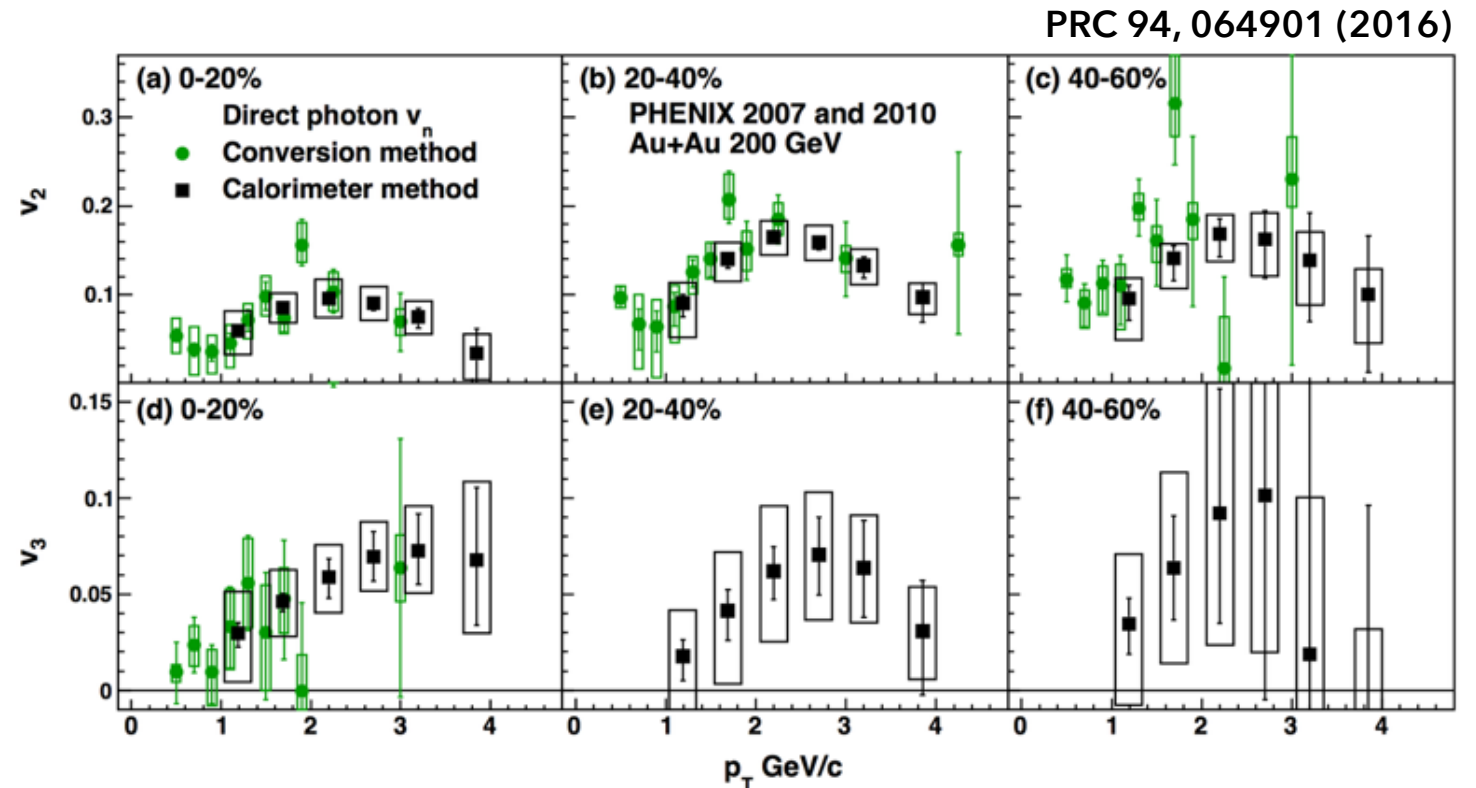 PRC 94, 064901 (2016)
(a) 0-20%
Direct photon vn
Conversion method
Calorimeter method
(b) 20-40%
PHENIX 2007 and 2010
Au+Au 200 GeV
(c) 40-60%
v2
0.3
0.2
0.1
(d) 0-20%
(e) 20-40%
(f) 40-60%
v3
0.15
0.1
0.05
0
0 1 2 3 4
0 1 2 3 4
0 1 2 3 4
pT GeV/c